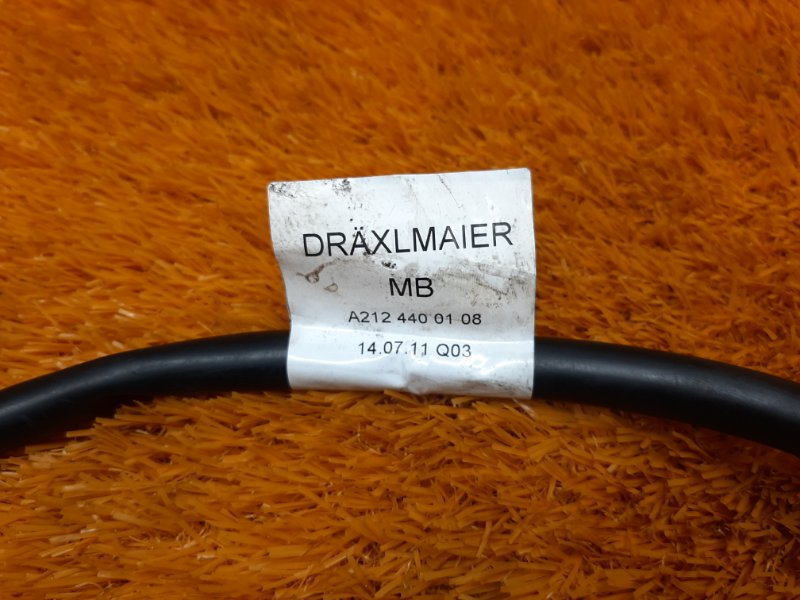 DRÄXLMAIER
MB
A212 440 01 08
14.07.11 Q03